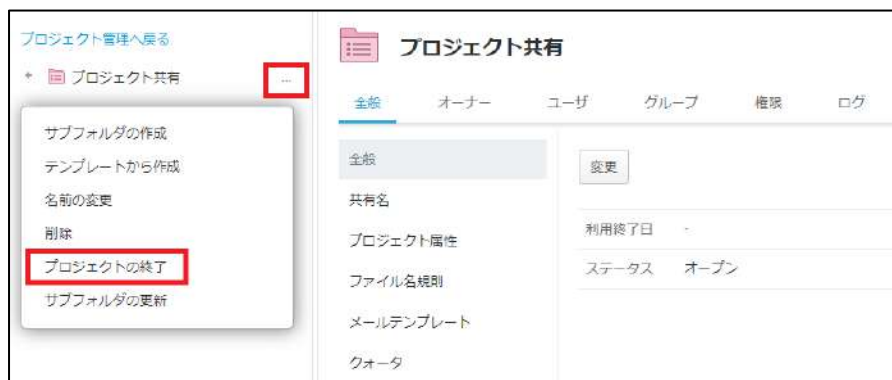 プロジェクト管理へ戻る
プロジェクト共有
...
サブフォルダの作成
テンプレートから作成
名前の変更
削除
プロジェクトの終了
サブフォルダの更新
プロジェクト共有
全般 オーナー ユーザ グループ 権限 ログ
全般
共有名
プロジェクト属性
ファイル名規則
メールテンプレート
クォータ
変更
利用終了日 -
ステータス オープン